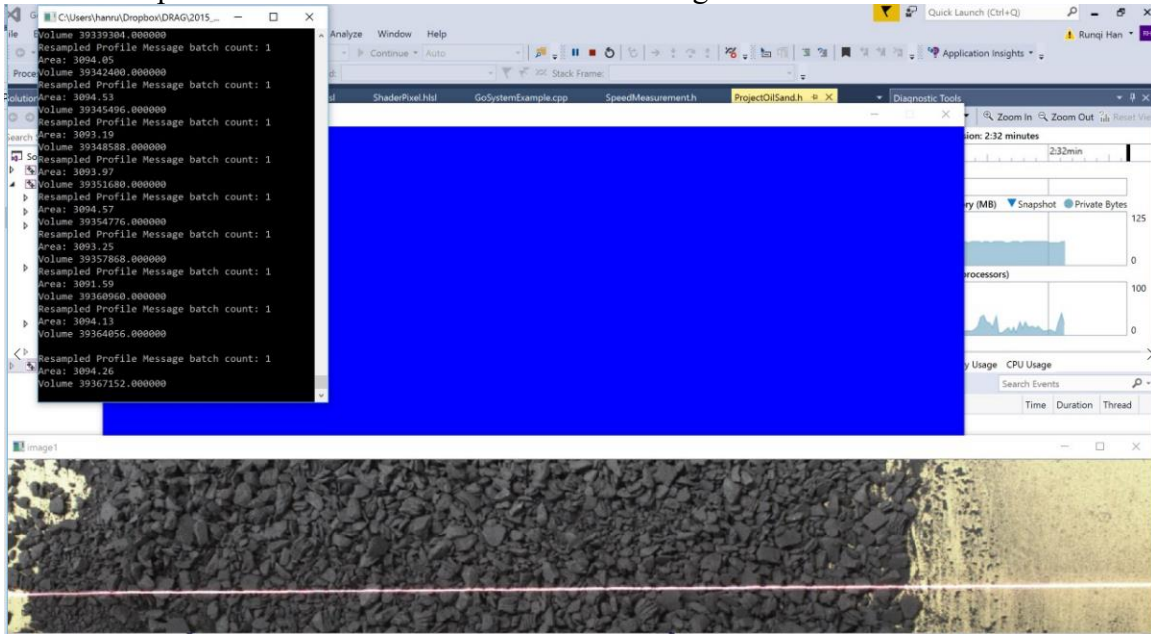 C:\Users\hanru\Dropbox\DRAG\2015_...
Quick Launch (Ctrl+Q)
Analyze Window Help
Runqi Han
RH
Continue Auto
Application Insights
Stack Frame:
ShaderPixel.hlsl GoSystemExample.cpp SpeedMeasurement.h ProjectOilSand.h
Diagnostic Tools
Zoom In Zoom Out
2:32 minutes
2:32min
(MB) Snapshot Private Bytes
125
0
100
0
CPU Usage
Search Events
Time Duration Thread
Volume 39339304.000000
Resampled Profile Message batch count: 1
Area: 3094.05
Volume 39342400.000000
Resampled Profile Message batch count: 1
Area: 3094.53
Volume 39345496.000000
Resampled Profile Message batch count: 1
Area: 3093.19
Volume 39348588.000000
Resampled Profile Message batch count: 1
Area: 3093.97
Volume 39351680.000000
Resampled Profile Message batch count: 1
Area: 3094.57
Volume 39354776.000000
Resampled Profile Message batch count: 1
Area: 3093.25
Volume 39357868.000000
Resampled Profile Message batch count: 1
Area: 3091.59
Volume 39360960.000000
Resampled Profile Message batch count: 1
Area: 3094.13
Volume 39364056.000000
Resampled Profile Message batch count: 1
Area: 3094.26
Volume 39367152.000000
image1